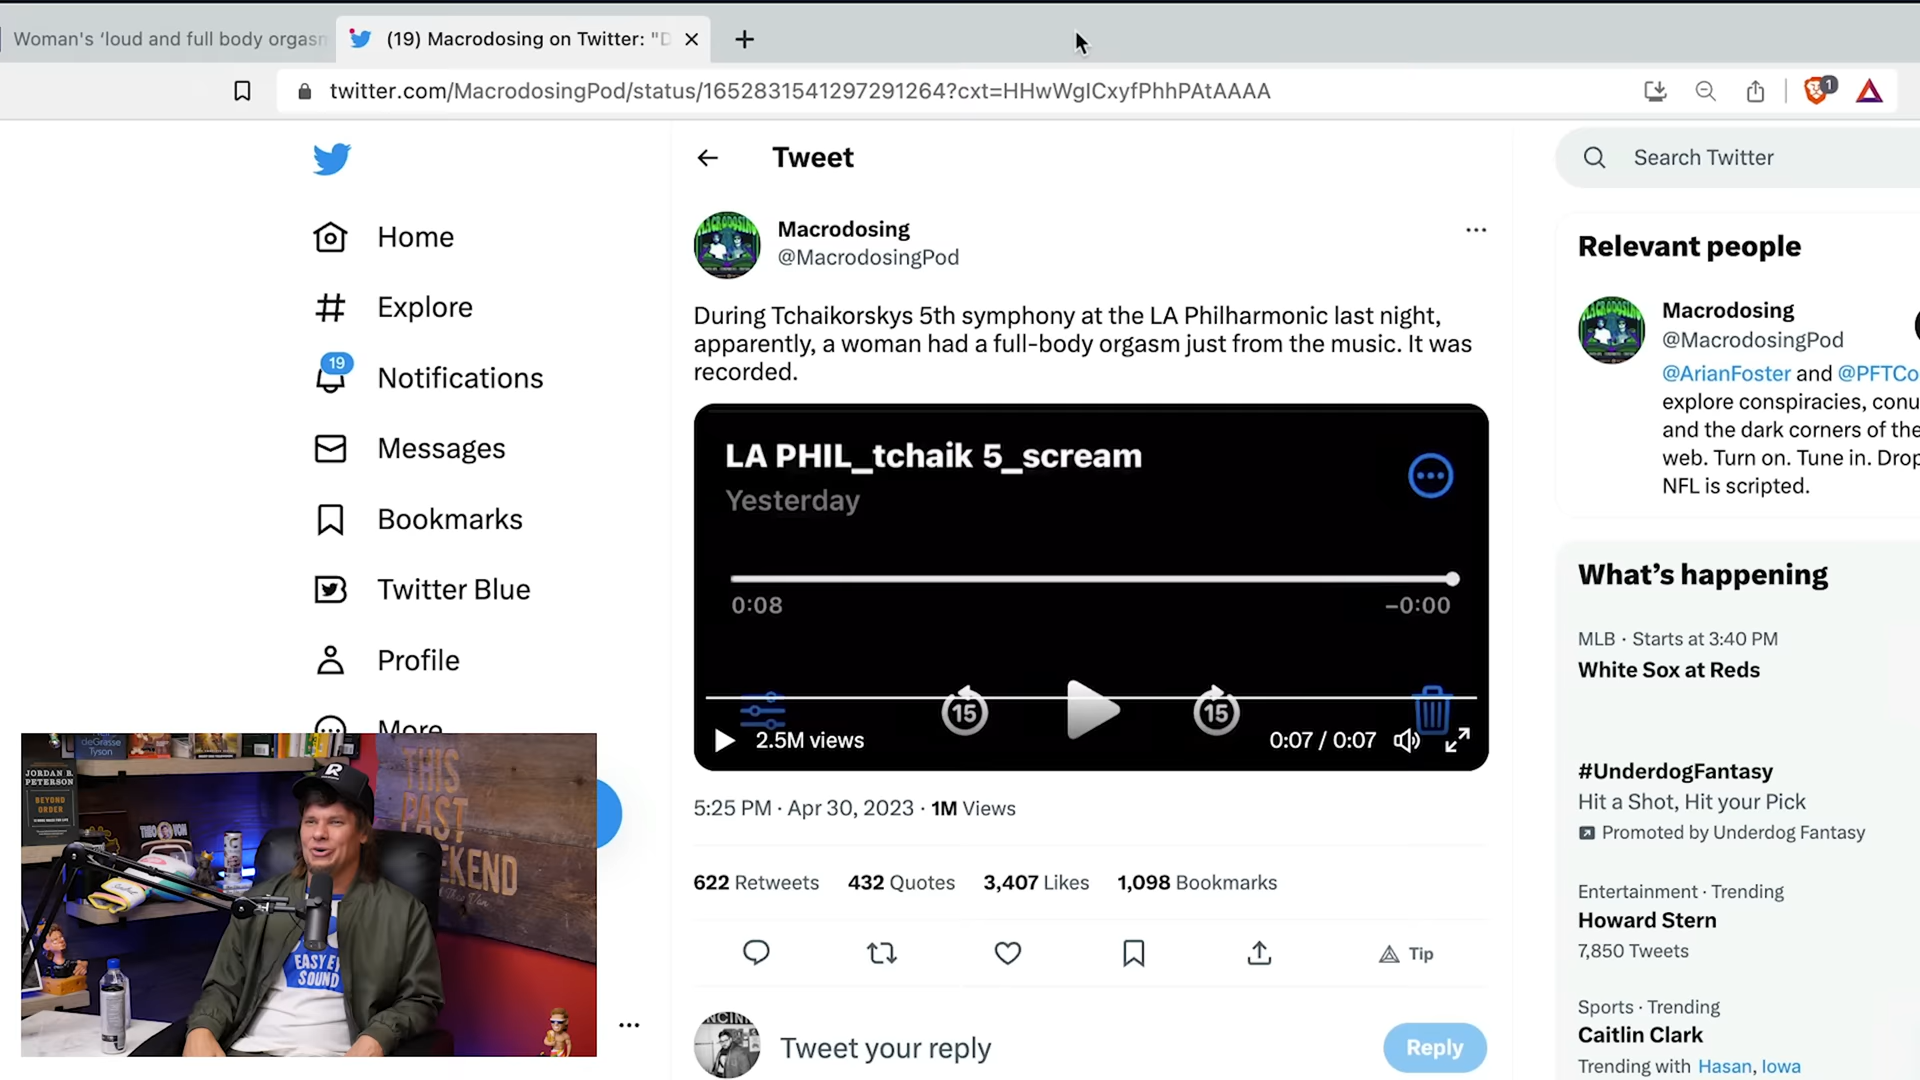 Woman's ‘loud and full body orgasm
(19) Macrodosing on Twitter: "D
twitter.com/MacrodosingPod/status/1652831541297291264?cxt=HHwWgICxyfPhhPAtAAAA
1
Tweet
Search Twitter
Home
Explore
19
Notifications
Messages
Bookmarks
Twitter Blue
Profile
More
Macrodosing
@MacrodosingPod
During Tchaikorskys 5th symphony at the LA Philharmonic last night,
apparently, a woman had a full-body orgasm just from the music. It was
recorded.
LA PHIL_tchaik 5_scream
Yesterday
0:08
–0:00
15
15
2.5M views
0:07 / 0:07
5:25 PM · Apr 30, 2023 · 1M Views
622 Retweets 432 Quotes 3,407 Likes 1,098 Bookmarks
Tip
Tweet your reply
Reply
Relevant people
Macrodosing
@MacrodosingPod
@ArianFoster and @PFTCo
explore conspiracies, conu
and the dark corners of the
web. Turn on. Tune in. Drop
NFL is scripted.
What’s happening
MLB · Starts at 3:40 PM
White Sox at Reds
#UnderdogFantasy
Hit a Shot, Hit your Pick
Promoted by Underdog Fantasy
Entertainment · Trending
Howard Stern
7,850 Tweets
Sports · Trending
Caitlin Clark
Trending with Hasan, Iowa
deGrasse
Tyson
JORDAN B.
PETERSON
BEYOND
ORDER
THEO VON
THIS
PAST
EKEND
R
EASY EY
SOUND